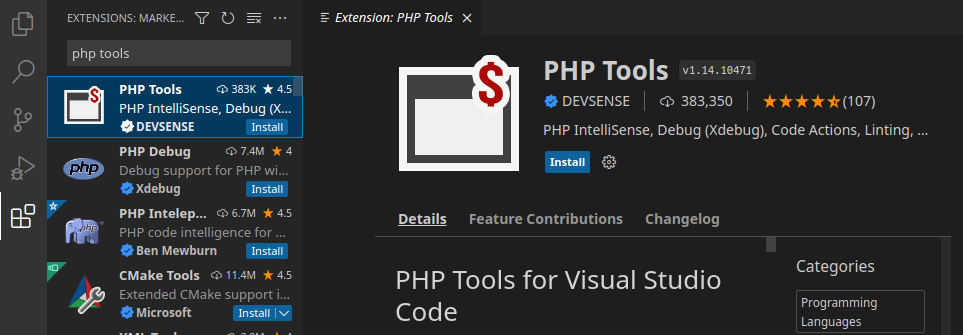 EXTENSIONS: MARKE...
php tools
PHP Tools 383K 4.5
PHP IntelliSense, Debug (X...
DEVSENSE Install
PHP Debug 7.4M 4
Debug support for PHP wi...
Xdebug Install
PHP Intelep... 6.7M 4.5
PHP code intelligence for ...
Ben Mewburn Install
CMake Tools 11.4M 4.5
Extended CMake support i...
Microsoft Install
Extension: PHP Tools
$
PHP Tools v1.14.10471
DEVSENSE 383,350 (107)
PHP IntelliSense, Debug (Xdebug), Code Actions, Linting, ...
Install
Details Feature Contributions Changelog
PHP Tools for Visual Studio
Code
Categories
Programming
Languages